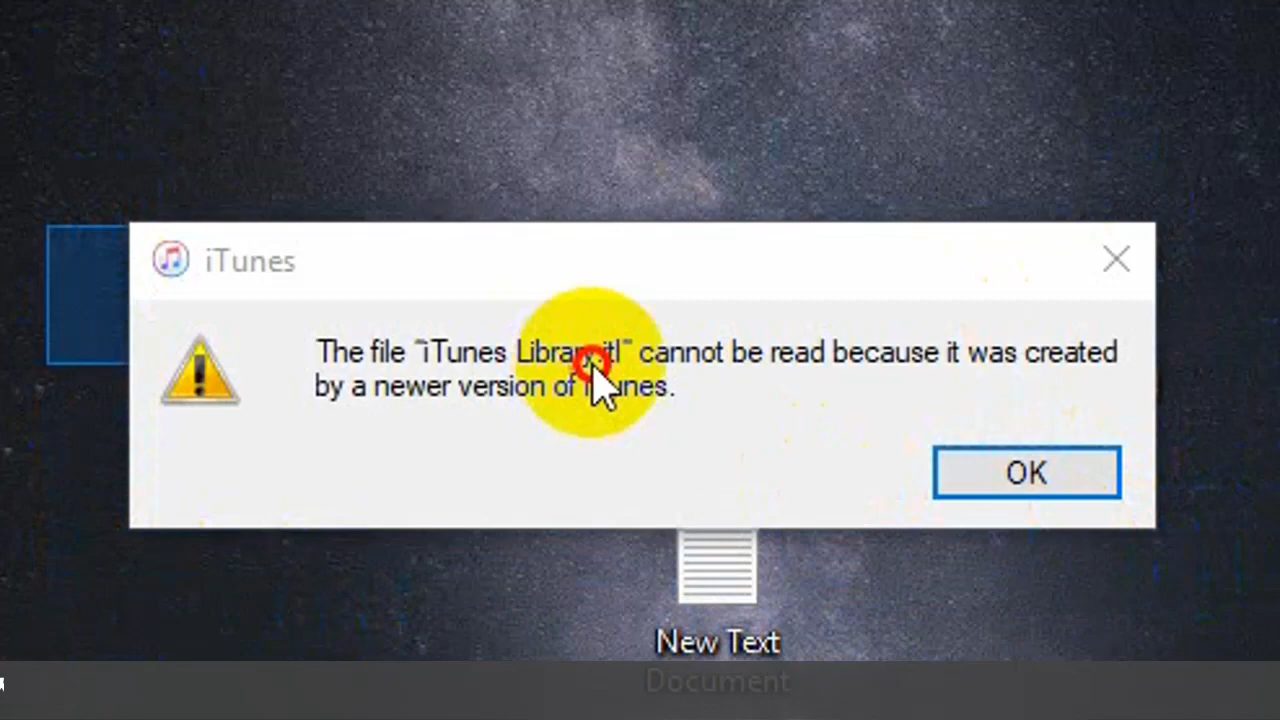 iTunes
The file "iTunes Library.itl" cannot be read because it was created
by a newer version of iTunes.
OK
New Text
Document